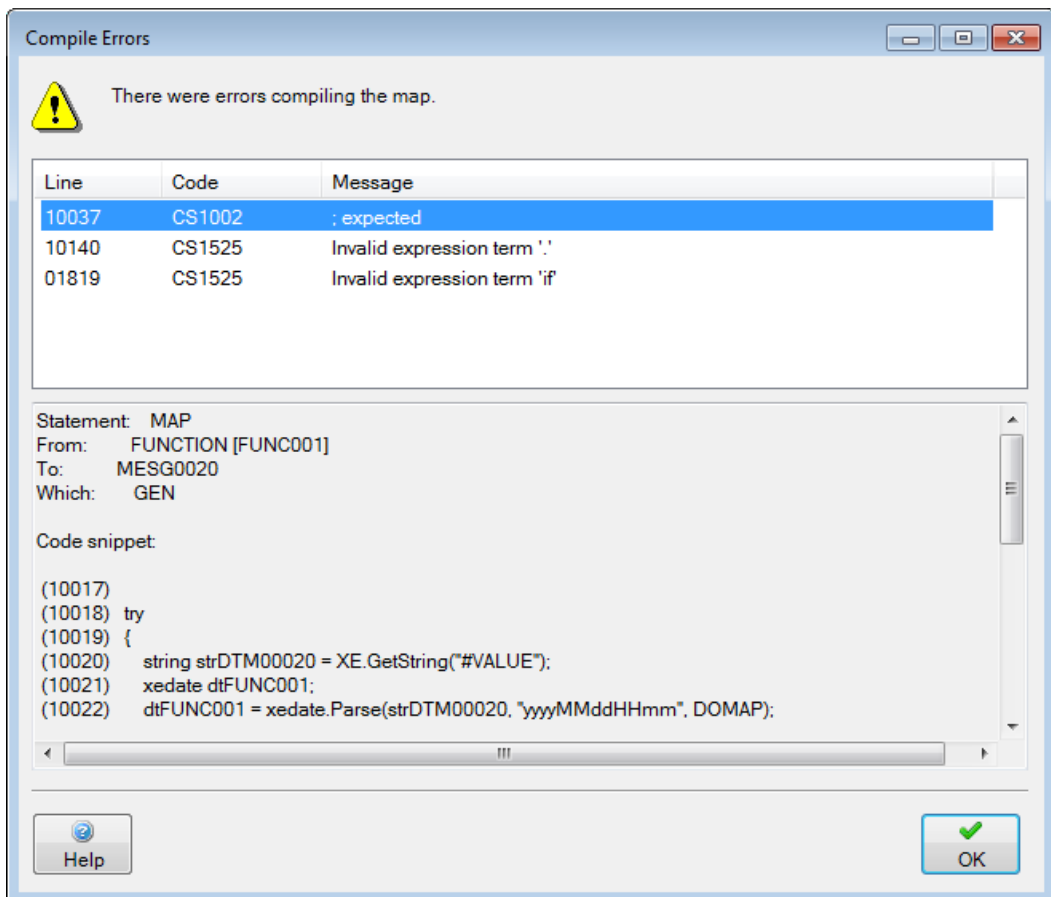 Compile Errors
There were errors compiling the map.
Line Code Message
10037 CS1002 ; expected
10140 CS1525 Invalid expression term '.'
01819 CS1525 Invalid expression term 'if'
Statement: MAP
From: FUNCTION [FUNC001]
To: MESG0020
Which: GEN
Code snippet:
(10017)
(10018) try
(10019) {
(10020) string strDTM00020 = XE.GetString("#VALUE");
(10021) xedate dtFUNC001;
(10022) dtFUNC001 = xedate.Parse(strDTM00020, "yyyyMMddHHmm", DOMAP);
Help
OK